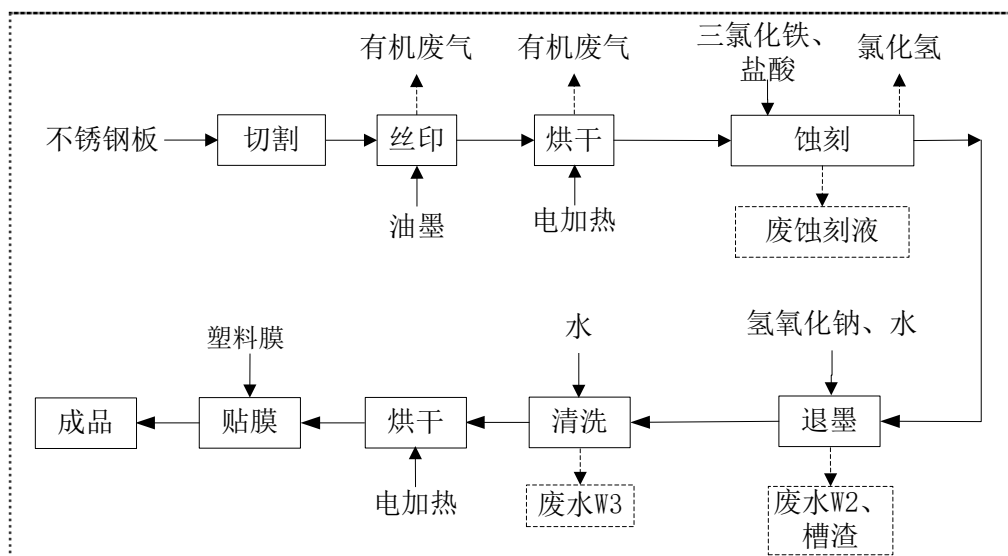 有机废气
有机废气
三氯化铁、
盐酸
氯化氢
不锈钢板
切割
丝印
烘干
蚀刻
油墨
电加热
废蚀刻液
塑料膜
水
氢氧化钠、水
成品
贴膜
烘干
清洗
退墨
电加热
废水W3
废水W2、
槽渣